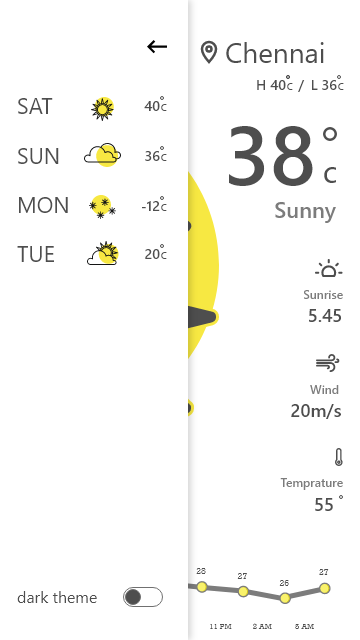 SAT 40°C
SUN 36°C
MON -12°C
TUE 20°C
dark theme
Chennai
H 40°C / L 36°C
38°C
Sunny
Sunrise
5.45
Wind
20m/s
Temprature
55 °
28 27 26 27
11 PM 2 AM 5 AM